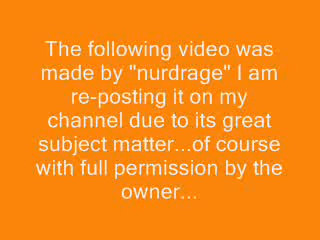 The following video was
made by "nurdrage" I am
re-posting it on my
channel due to its great
subject matter...of course
with full permission by the
owner...